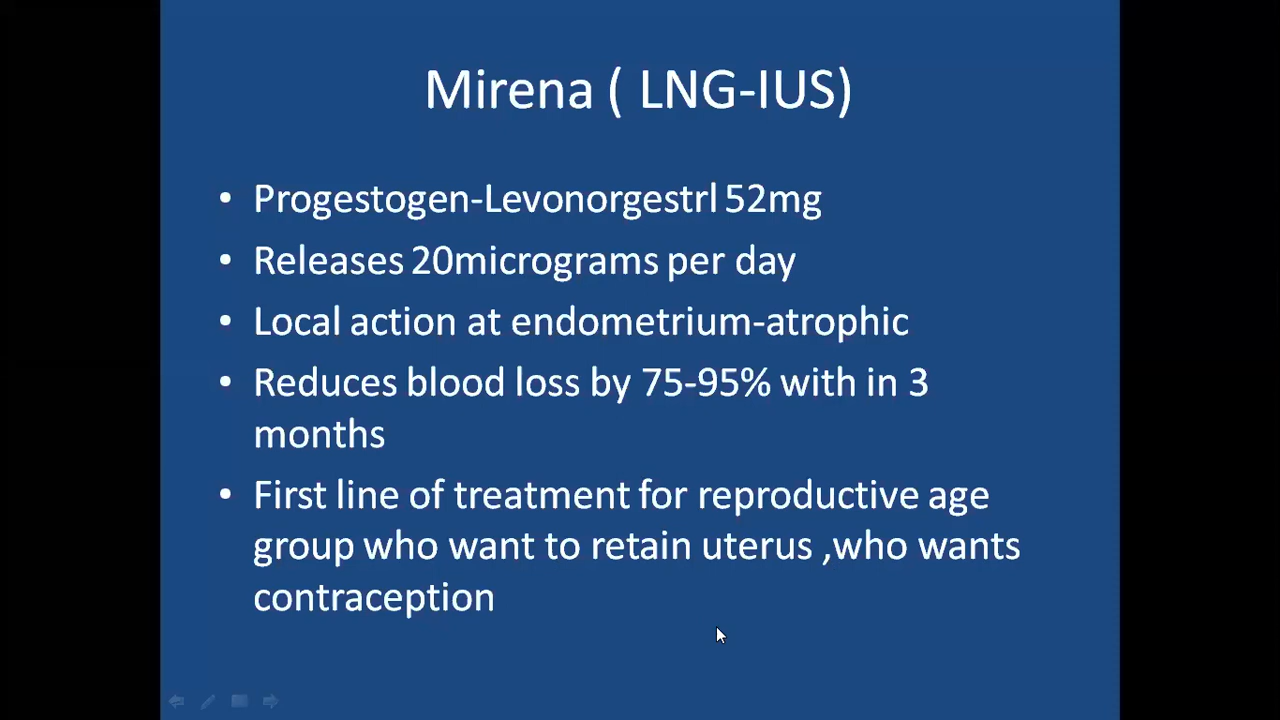 Mirena ( LNG-IUS)
• Progestogen-Levonorgestrl 52mg
• Releases 20micrograms per day
• Local action at endometrium-atrophic
• Reduces blood loss by 75-95% with in 3
months
• First line of treatment for reproductive age
group who want to retain uterus ,who wants
contraception